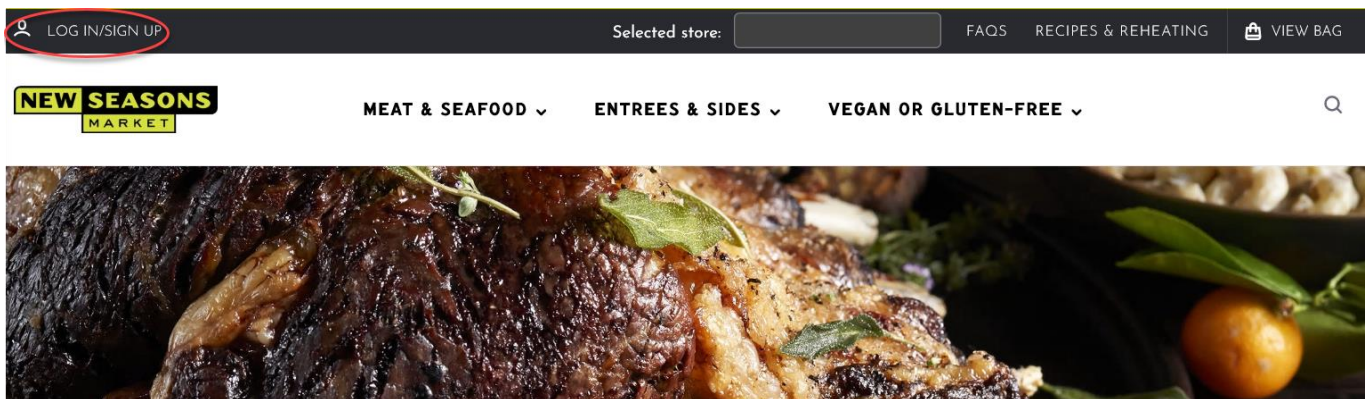 LOG IN/SIGN UP
Selected store:
FAQS
RECIPES & REHEATING
VIEW BAG
NEW SEASONS
MARKET
MEAT & SEAFOOD
ENTREES & SIDES
VEGAN OR GLUTEN-FREE